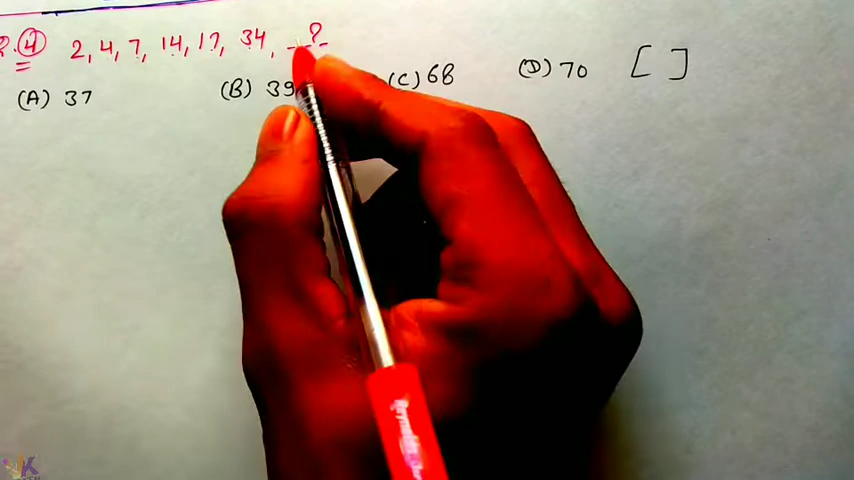 Q. 4 2, 4, 7, 14, 17, 34, _?_
(A) 37 (B) 39 (C) 68 (D) 70 [ ]